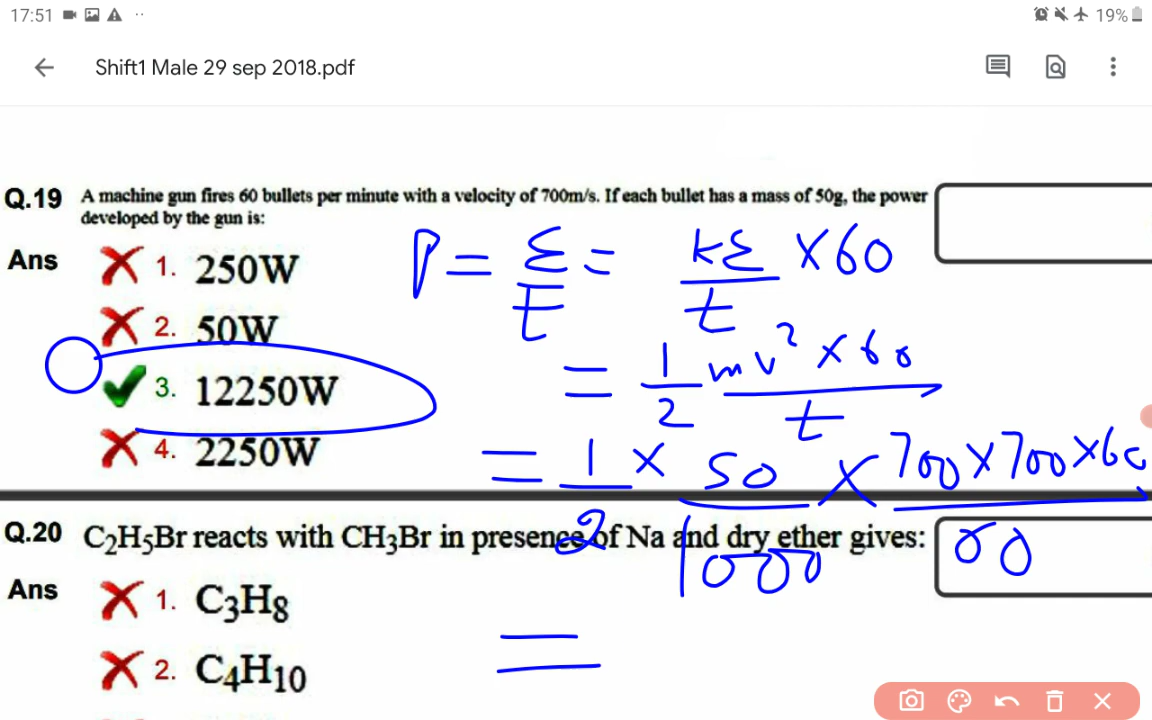 17:51
19%
Shift1 Male 29 sep 2018.pdf
Q.19 A machine gun fires 60 bullets per minute with a velocity of 700m/s. If each bullet has a mass of 50g, the power
developed by the gun is:
Ans 1. 250W
2. 50W
3. 12250W
4. 2250W
P = E/t = KE/t × 60
= 1/2 mv² × 60 / t
= 1/2 × 50/1000 × 700 × 700 × 60 / 60
=
Q.20 C₂H₅Br reacts with CH₃Br in presence of Na and dry ether gives:
Ans 1. C₃H₈
2. C₄H₁₀